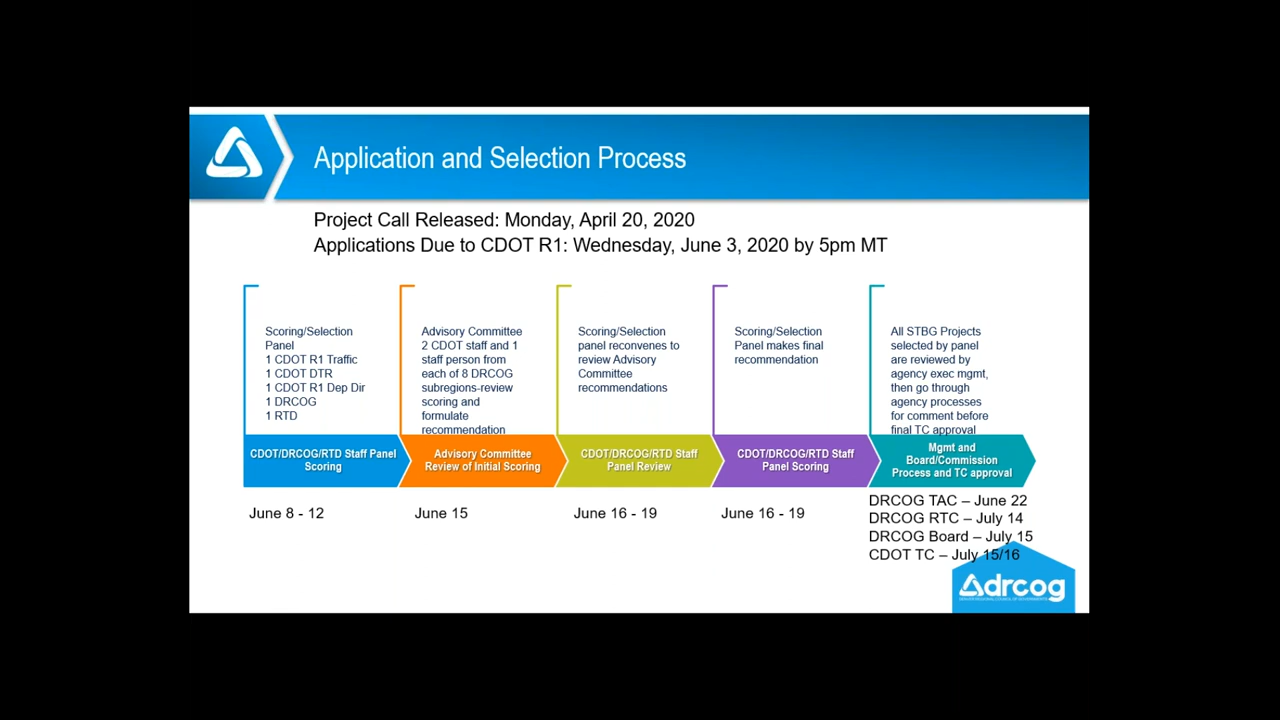 Application and Selection Process
Project Call Released: Monday, April 20, 2020
Applications Due to CDOT R1: Wednesday, June 3, 2020 by 5pm MT
Scoring/Selection
Panel
1 CDOT R1 Traffic
1 CDOT DTR
1 CDOT R1 Dep Dir
1 DRCOG
1 RTD
CDOT/DRCOG/RTD Staff Panel
Scoring
June 8 - 12
Advisory Committee
2 CDOT staff and 1
staff person from
each of 8 DRCOG
subregions-review
scoring and
formulate
recommendation
Advisory Committee
Review of Initial Scoring
June 15
Scoring/Selection
panel reconvenes to
review Advisory
Committee
recommendations
CDOT/DRCOG/RTD Staff
Panel Review
June 16 - 19
Scoring/Selection
Panel makes final
recommendation
CDOT/DRCOG/RTD Staff
Panel Scoring
June 16 - 19
All STBG Projects
selected by panel
are reviewed by
agency exec mgmt,
then go through
agency processes
for comment before
final TC approval
Mgmt and
Board/Commission
Process and TC approval
DRCOG TAC – June 22
DRCOG RTC – July 14
DRCOG Board – July 15
CDOT TC – July 15/16
drcog